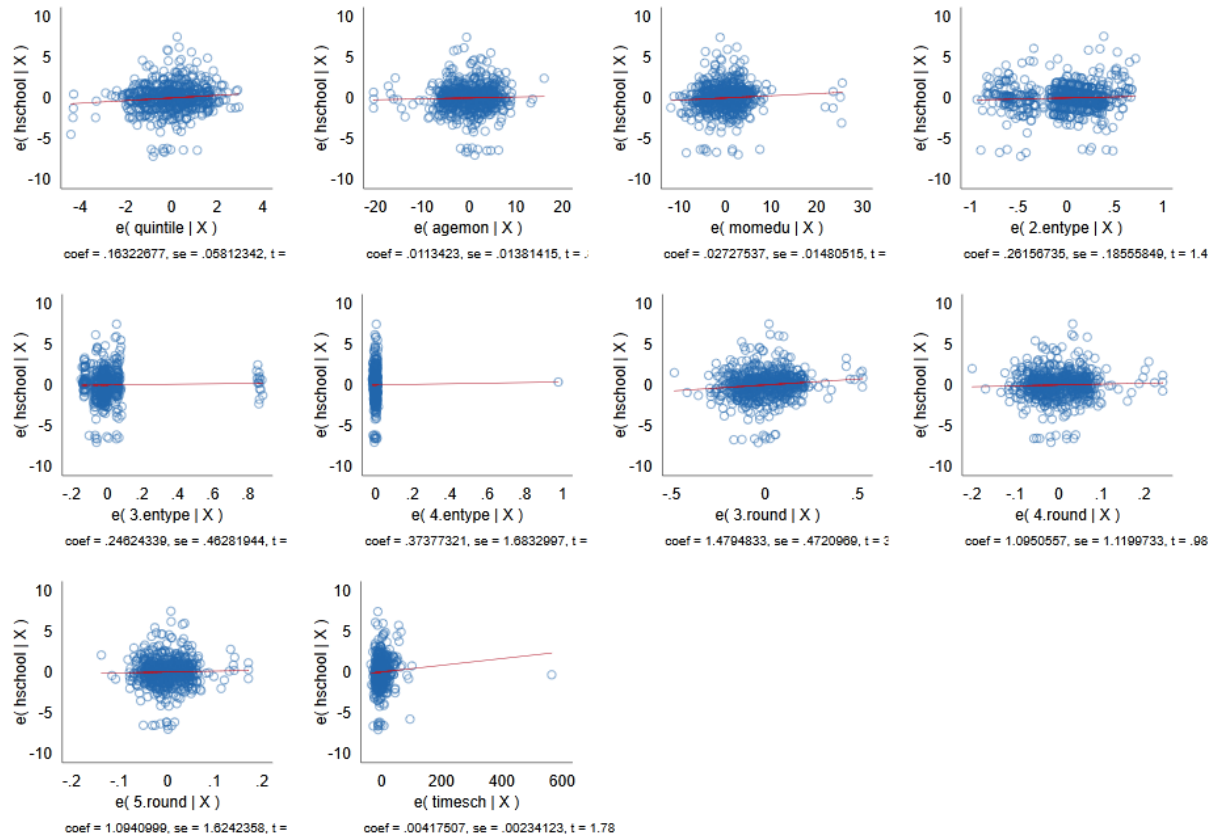 10
5
0
-5
-10
e( hschool | X )
-4 -2 0 2 4
e( quintile | X )
coef = .16322677, se = .05812342, t =
10
5
0
-5
-10
e( hschool | X )
-20 -10 0 10 20
e( agemon | X )
coef = .0113423, se = .01381415, t = .
10
5
0
-5
-10
e( hschool | X )
-10 0 10 20 30
e( momedu | X )
coef = .02727537, se = .01480515, t =
10
5
0
-5
-10
e( hschool | X )
-1 -.5 0 .5 1
e( 2.entype | X )
coef = .26156735, se = .18555849, t = 1.4
10
5
0
-5
-10
e( hschool | X )
-.2 0 .2 .4 .6 .8
e( 3.entype | X )
coef = .24624339, se = .46281944, t =
10
5
0
-5
-10
e( hschool | X )
0 .2 .4 .6 .8 1
e( 4.entype | X )
coef = .37377321, se = 1.6832997, t =
10
5
0
-5
-10
e( hschool | X )
-.5 0 .5
e( 3.round | X )
coef = 1.4794833, se = .4720969, t = 3
10
5
0
-5
-10
e( hschool | X )
-.2 -.1 0 .1 .2
e( 4.round | X )
coef = 1.0950557, se = 1.1199733, t = .98
10
5
0
-5
-10
e( hschool | X )
-.2 -.1 0 .1 .2
e( 5.round | X )
coef = 1.0940999, se = 1.6242358, t =
10
5
0
-5
-10
e( hschool | X )
0 200 400 600
e( timesch | X )
coef = .00417507, se = .00234123, t = 1.78